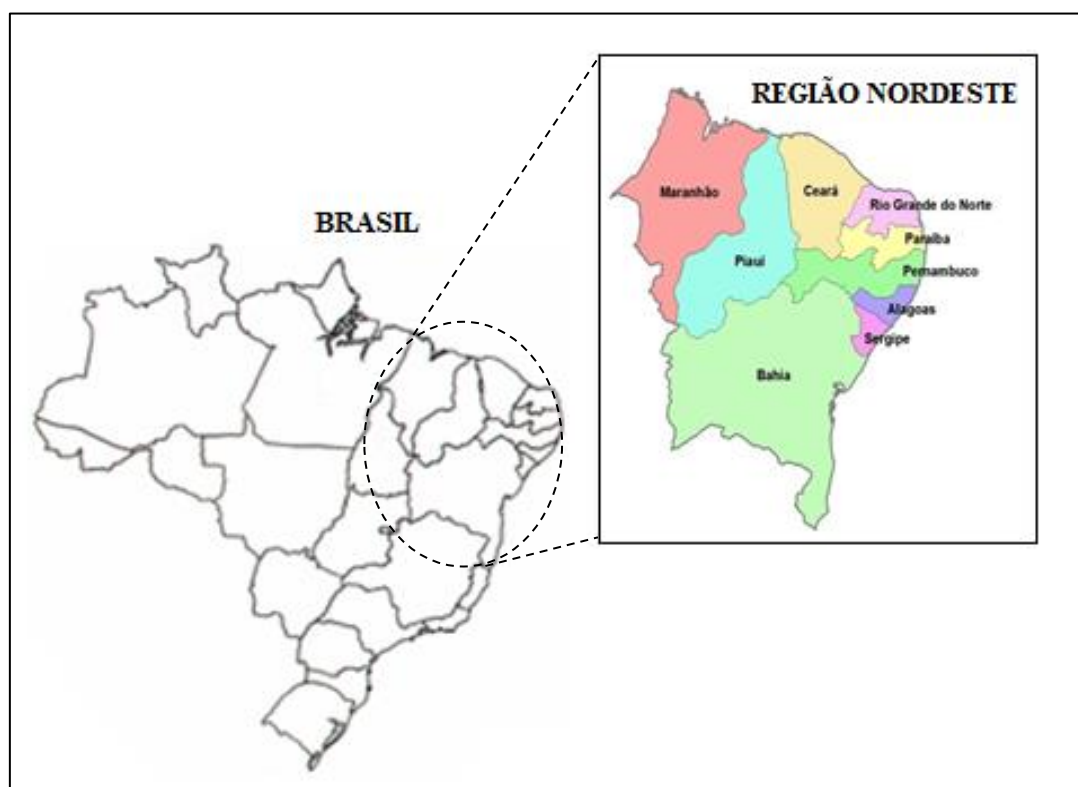 BRASIL
REGIÃO NORDESTE
Maranhão
Ceará
Rio Grande do Norte
Paraíba
Piauí
Pernambuco
Alagoas
Sergipe
Bahia